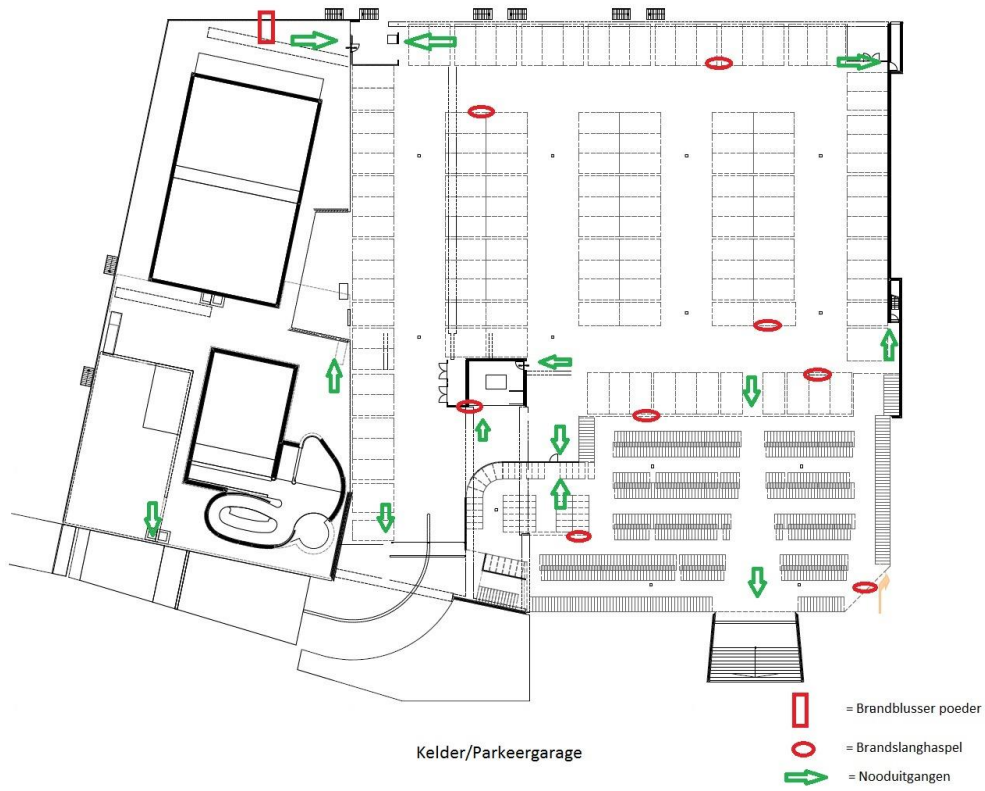 Kelder/Parkeergarage
= Brandblusser poeder
= Brandslanghaspel
= Nooduitgangen